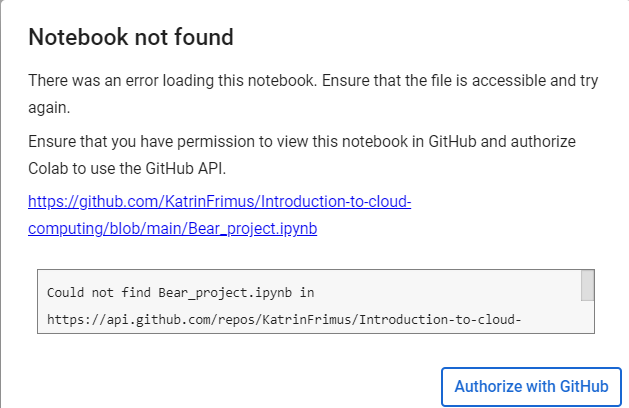 Notebook not found
There was an error loading this notebook. Ensure that the file is accessible and try
again.
Ensure that you have permission to view this notebook in GitHub and authorize
Colab to use the GitHub API.
https://github.com/KatrinFrimus/Introduction-to-cloud-
computing/blob/main/Bear_project.ipynb
Could not find Bear_project.ipynb in
https://api.github.com/repos/KatrinFrimus/Introduction-to-cloud-
Authorize with GitHub